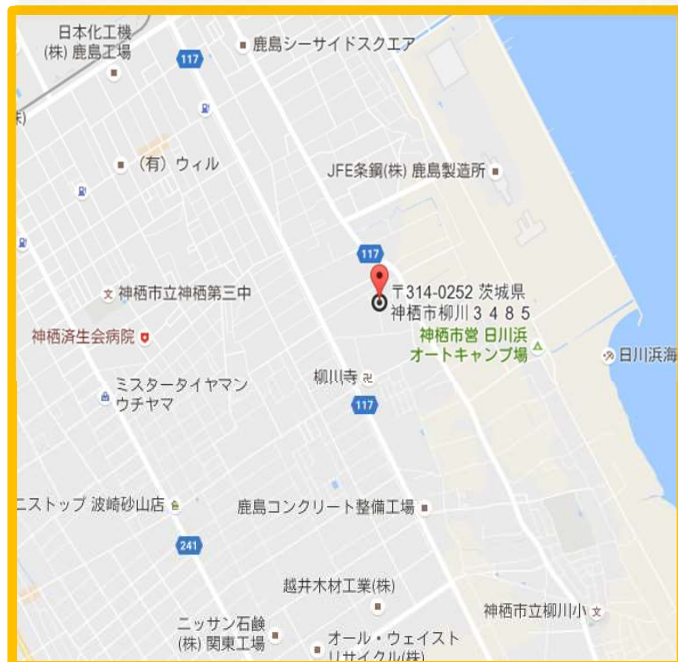 日本化工機
(株) 鹿島工場
鹿島シーサイドスクエア
117
株)
(有) ウィル
JFE条鋼(株) 鹿島製造所
117
〒314-0252 茨城県
神栖市柳川３４８５
神栖市立神栖第三中
神栖市営 日川浜
オートキャンプ場
神栖済生会病院
日川浜海
柳川寺
ミスタータイヤマン
ウチヤマ
117
ニストップ 波崎砂山店
鹿島コンクリート整備工場
241
越井木材工業(株)
神栖市立柳川小
ニッサン石鹸
(株) 関東工場
オール・ウェイスト
リサイクル(株)